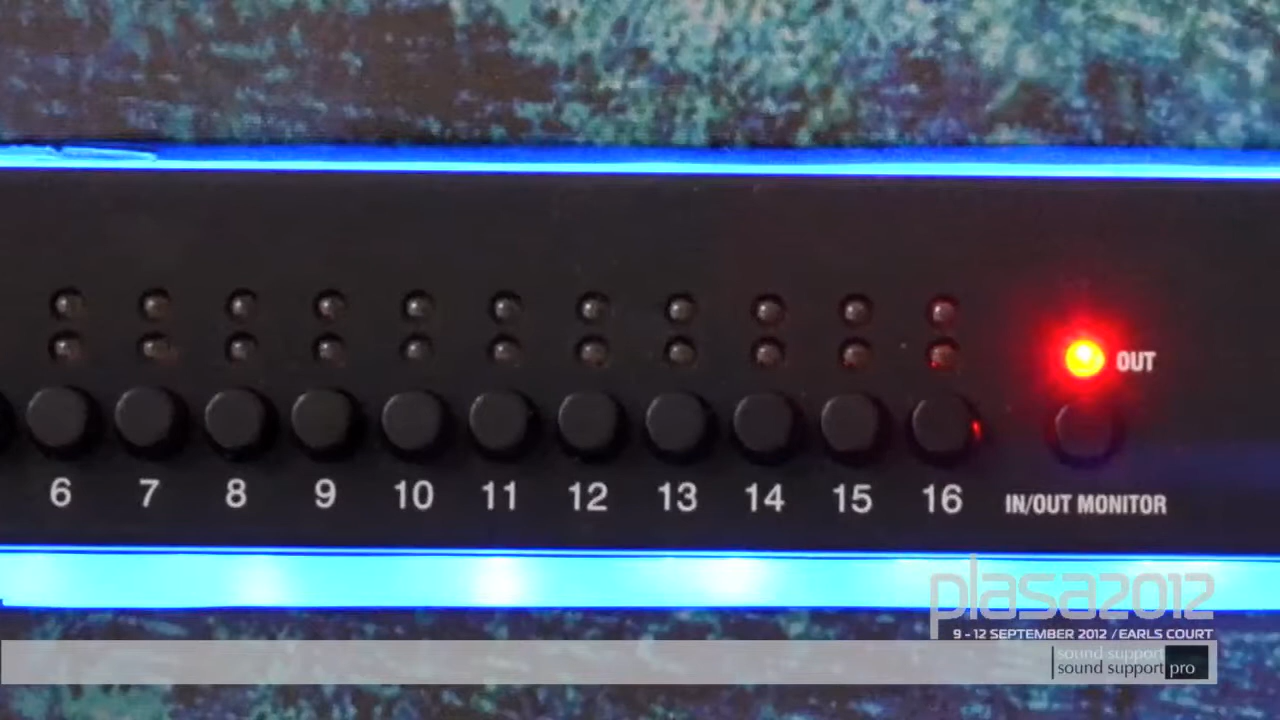 OUT
6 7 8 9 10 11 12 13 14 15 16 IN/OUT MONITOR
plasa2012
9 - 12 SEPTEMBER 2012 / EARLS COURT
sound support
sound support pro